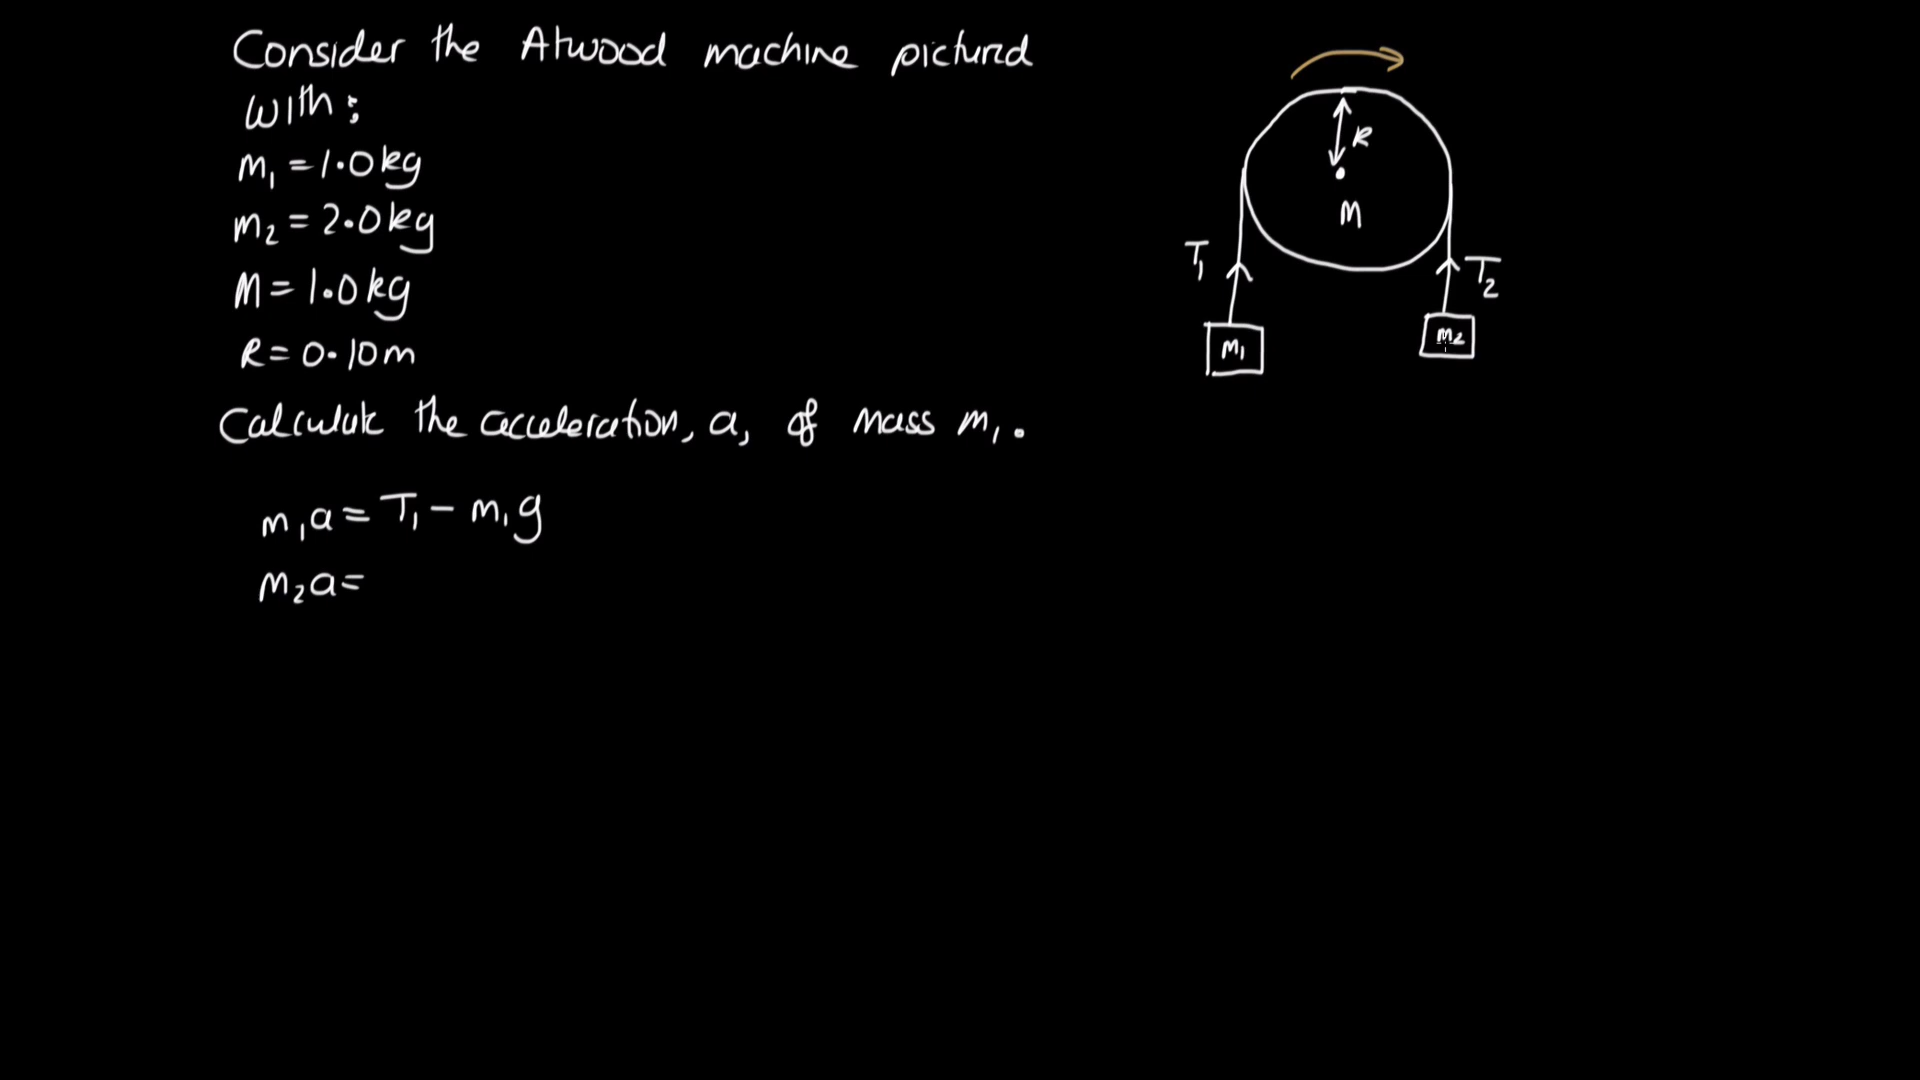 Consider the Atwood machine pictured
with:
m₁ = 1.0kg
m₂ = 2.0kg
M = 1.0kg
R = 0.10m
Calculate the acceleration, a, of mass m₁.
m₁a = T₁ - m₁g
m₂a =
R
M
T₁
T₂
m₁
m₂